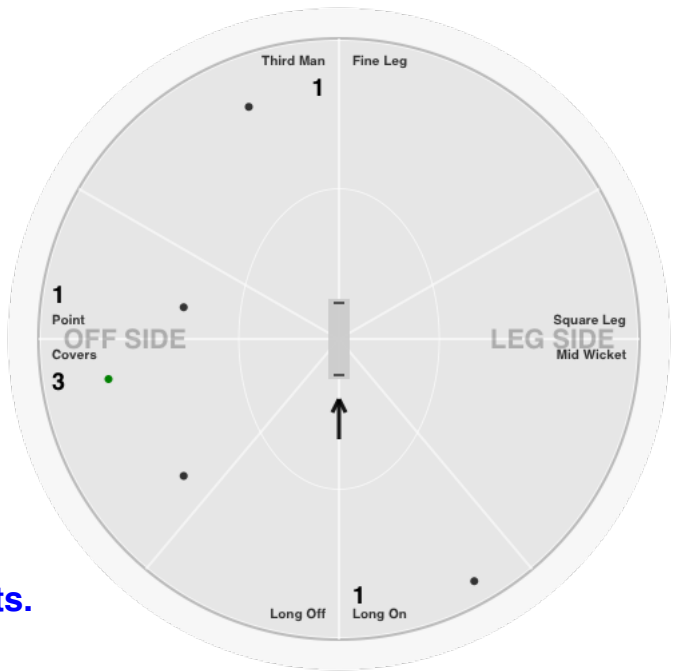 Third Man
Fine Leg
1
1
Point
OFF SIDE
Covers
3
Square Leg
LEG SIDE
Mid Wicket
1
Long Off
Long On
ts.